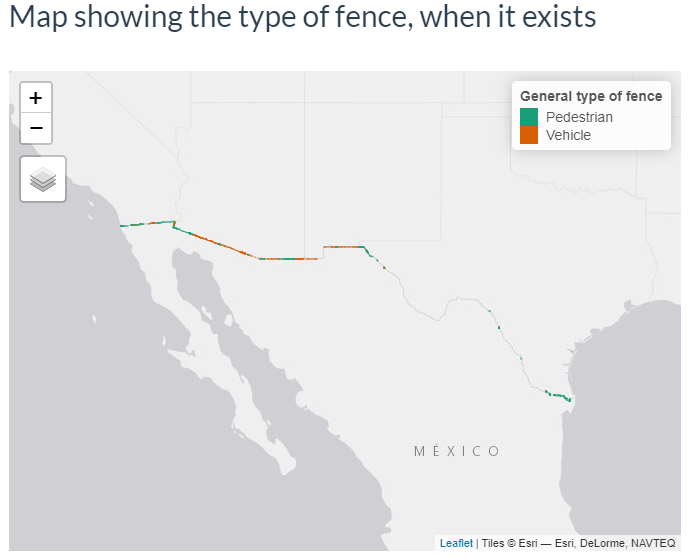 Map showing the type of fence, when it exists
+
−
General type of fence
Pedestrian
Vehicle
MÉXICO
Leaflet | Tiles © Esri — Esri, DeLorme, NAVTEQ